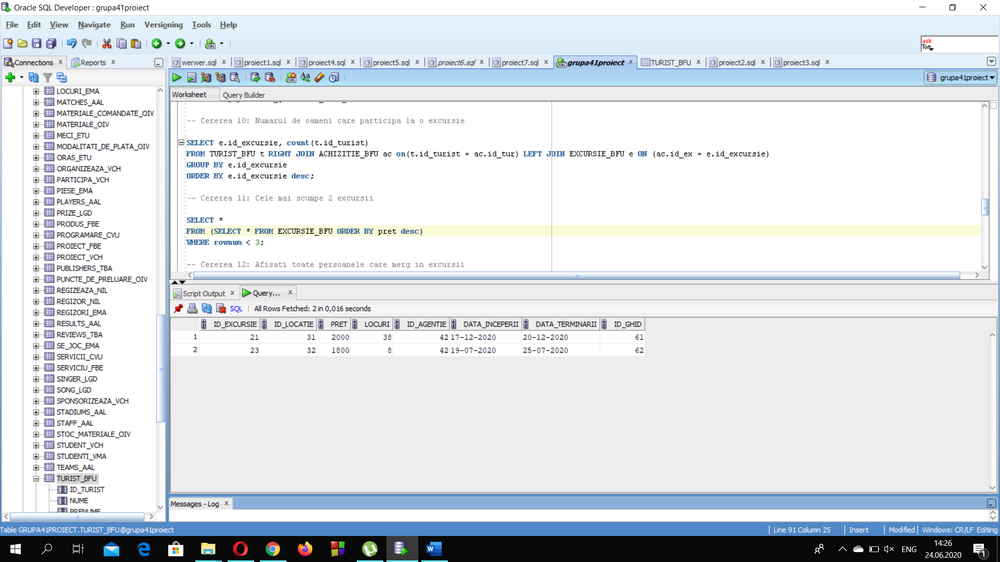 Oracle SQL Developer : grupa41proiect
File Edit View Navigate Run Versioning Tools Help
ask
Tom
Connections
Reports
werwer.sql
proiect1.sql
proiect4.sql
proiect5.sql
proiect6.sql
proiect7.sql
grupa41proiect
TURIST_BFU
proiect2.sql
proiect3.sql
grupa41proiect
Worksheet
Query Builder
LOCURI_EMA
MATCHES_AAL
MATERIALE_COMANDATE_OIV
MATERIALE_OIV
MECI_ETU
MODALITATI_DE_PLATA_OIV
ORAS_ETU
ORGANIZEAZA_VCH
PARTICIPA_VCH
PIESE_EMA
PLAYERS_AAL
PRIZE_LGD
PRODUS_FBE
PROGRAMARE_CVU
PROIECT_FBE
PROIECT_VCH
PUBLISHERS_TBA
PUNCTE_DE_PRELUARE_OIV
REGIZEAZA_NIL
REGIZOR_NIL
REGIZORI_EMA
RESULTS_AAL
REVIEWS_TBA
SE_JOC_EMA
SERVICII_CVU
SERVICIU_FBE
SINGER_LGD
SONG_LGD
SPONSORIZEAZA_VCH
STADIUMS_AAL
STAFF_AAL
STOC_MATERIALE_OIV
STUDENT_VCH
STUDENTI_VMA
TEAMS_AAL
TURIST_BFU
ID_TURIST
NUME
PRENUME
-- Cererea 10: Numarul de oameni care participa la o excursie
SELECT e.id_excursie, count(t.id_turist)
FROM TURIST_BFU t RIGHT JOIN ACHIZITIE_BFU ac on(t.id_turist = ac.id_tur) LEFT JOIN EXCURSIE_BFU e ON (ac.id_ex = e.id_excursie)
GROUP BY e.id_excursie
ORDER BY e.id_excursie desc;
-- Cererea 11: Cele mai scumpe 2 excursii
SELECT *
FROM (SELECT * FROM EXCURSIE_BFU ORDER BY pret desc)
WHERE rownum < 3;
-- Cererea 12: Afisati toate persoanele care merg in excursii
Script Output
Query...
SQL | All Rows Fetched: 2 in 0,016 seconds
ID_EXCURSIE ID_LOCATIE PRET LOCURI ID_AGENTIE DATA_INCEPERII DATA_TERMINARII ID_GHID
1 21 31 2000 38 42 17-12-2020 20-12-2020 61
2 23 32 1800 8 42 19-07-2020 25-07-2020 62
Messages - Log
Table GRUPA41PROIECT.TURIST_BFU@grupa41proiect
Line 91 Column 25 | Insert | Modified | Windows: CR/LF Editing
ENG
14:26
24.06.2020
1